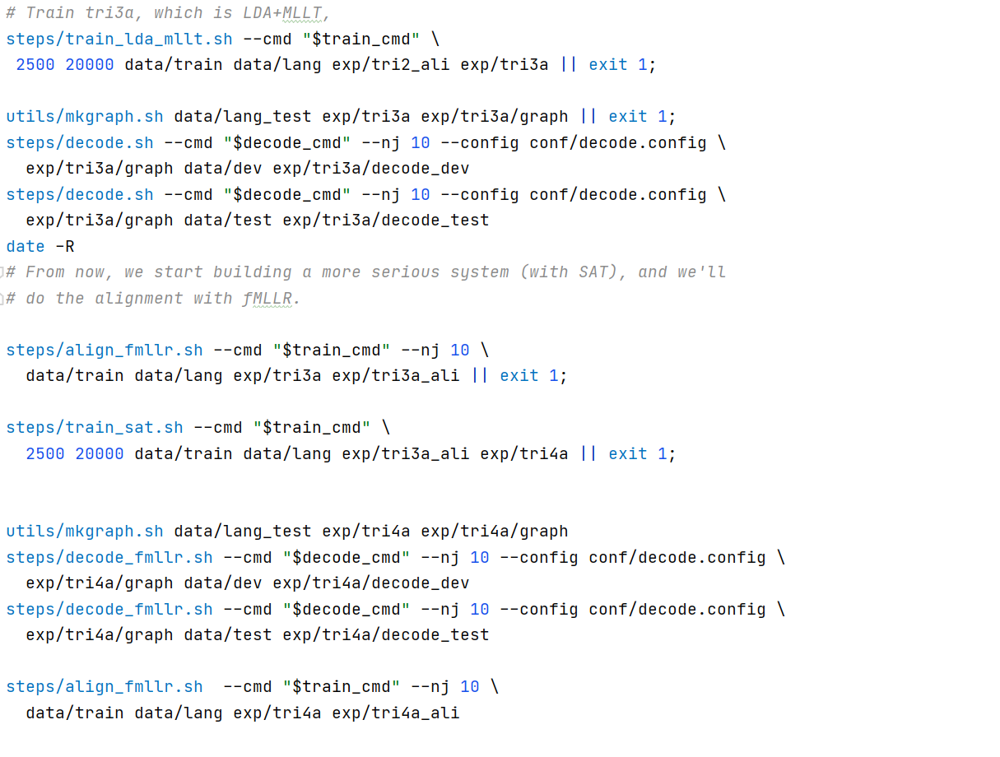 # Train tri3a, which is LDA+MLLT,
steps/train_lda_mllt.sh --cmd "$train_cmd" \
 2500 20000 data/train data/lang exp/tri2_ali exp/tri3a || exit 1;
utils/mkgraph.sh data/lang_test exp/tri3a exp/tri3a/graph || exit 1;
steps/decode.sh --cmd "$decode_cmd" --nj 10 --config conf/decode.config \
  exp/tri3a/graph data/dev exp/tri3a/decode_dev
steps/decode.sh --cmd "$decode_cmd" --nj 10 --config conf/decode.config \
  exp/tri3a/graph data/test exp/tri3a/decode_test
date -R
# From now, we start building a more serious system (with SAT), and we'll
# do the alignment with fMLLR.
steps/align_fmllr.sh --cmd "$train_cmd" --nj 10 \
  data/train data/lang exp/tri3a exp/tri3a_ali || exit 1;
steps/train_sat.sh --cmd "$train_cmd" \
  2500 20000 data/train data/lang exp/tri3a_ali exp/tri4a || exit 1;
utils/mkgraph.sh data/lang_test exp/tri4a exp/tri4a/graph
steps/decode_fmllr.sh --cmd "$decode_cmd" --nj 10 --config conf/decode.config \
  exp/tri4a/graph data/dev exp/tri4a/decode_dev
steps/decode_fmllr.sh --cmd "$decode_cmd" --nj 10 --config conf/decode.config \
  exp/tri4a/graph data/test exp/tri4a/decode_test
steps/align_fmllr.sh  --cmd "$train_cmd" --nj 10 \
  data/train data/lang exp/tri4a exp/tri4a_ali